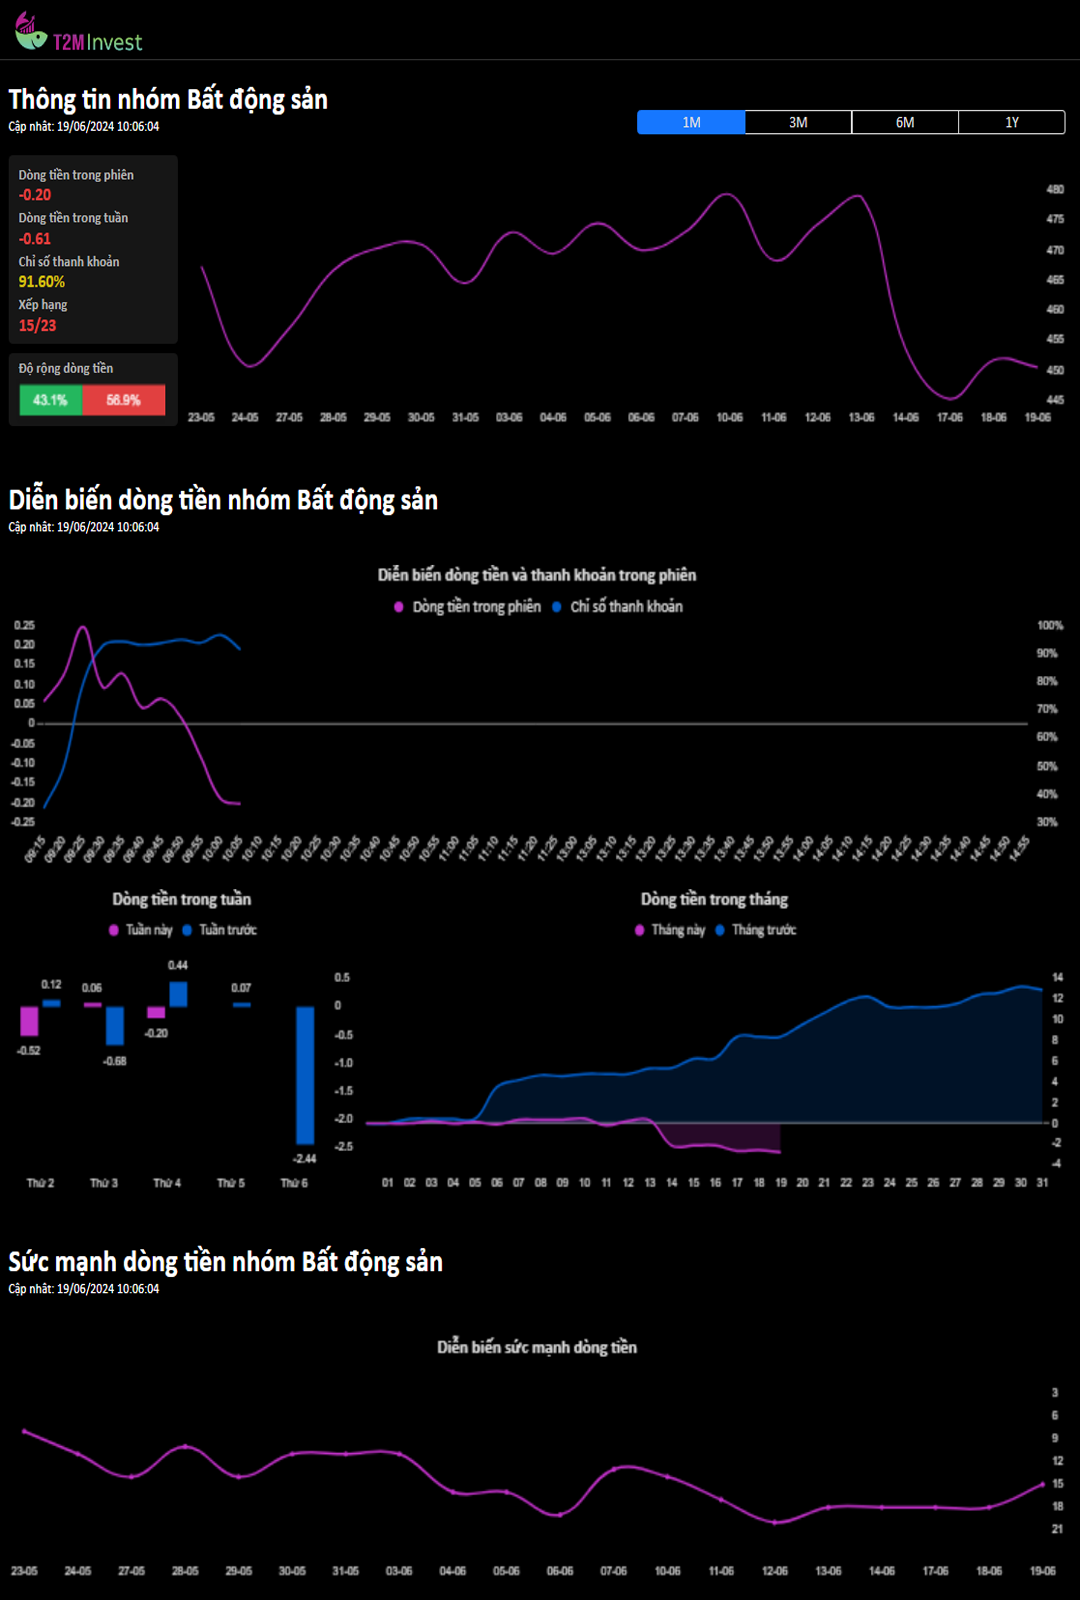 T2MInvest
Thông tin nhóm Bất động sản
Cập nhât: 19/06/2024 10:06:04
1M 3M 6M 1Y
Dòng tiền trong phiên
-0.20
Dòng tiền trong tuần
-0.61
Chỉ số thanh khoản
91.60%
Xếp hạng
15/23
Độ rộng dòng tiền
43.1% 56.9%
480
475
470
465
460
455
450
445
23-05 24-05 27-05 28-05 29-05 30-05 31-05 03-06 04-06 05-06 06-06 07-06 10-06 11-06 12-06 13-06 14-06 17-06 18-06 19-06
Diễn biến dòng tiền nhóm Bất động sản
Cập nhât: 19/06/2024 10:06:04
Diễn biến dòng tiền và thanh khoản trong phiên
Dòng tiền trong phiên Chỉ số thanh khoản
0.25
0.20
0.15
0.10
0.05
0
-0.05
-0.10
-0.15
-0.20
-0.25
100%
90%
80%
70%
60%
50%
40%
30%
09:15 09:20 09:25 09:30 09:35 09:40 09:45 09:50 09:55 10:00 10:05 10:10 10:15 10:20 10:25 10:30 10:35 10:40 10:45 10:50 10:55 11:00 11:05 11:10 11:15 11:20 11:25 13:00 13:05 13:10 13:15 13:20 13:25 13:30 13:35 13:40 13:45 13:50 13:55 14:00 14:05 14:10 14:15 14:20 14:25 14:30 14:35 14:40 14:45 14:50 14:55
Dòng tiền trong tuần
Tuần này Tuần trước
0.12 0.06 0.44 0.07
-0.52 -0.68 -0.20 -2.44
0.5
0
-0.5
-1.0
-1.5
-2.0
-2.5
Thứ 2 Thứ 3 Thứ 4 Thứ 5 Thứ 6
Dòng tiền trong tháng
Tháng này Tháng trước
14
12
10
8
6
4
2
0
-2
-4
01 02 03 04 05 06 07 08 09 10 11 12 13 14 15 16 17 18 19 20 21 22 23 24 25 26 27 28 29 30 31
Sức mạnh dòng tiền nhóm Bất động sản
Cập nhât: 19/06/2024 10:06:04
Diễn biến sức mạnh dòng tiền
3
6
9
12
15
18
21
23-05 24-05 27-05 28-05 29-05 30-05 31-05 03-06 04-06 05-06 06-06 07-06 10-06 11-06 12-06 13-06 14-06 17-06 18-06 19-06